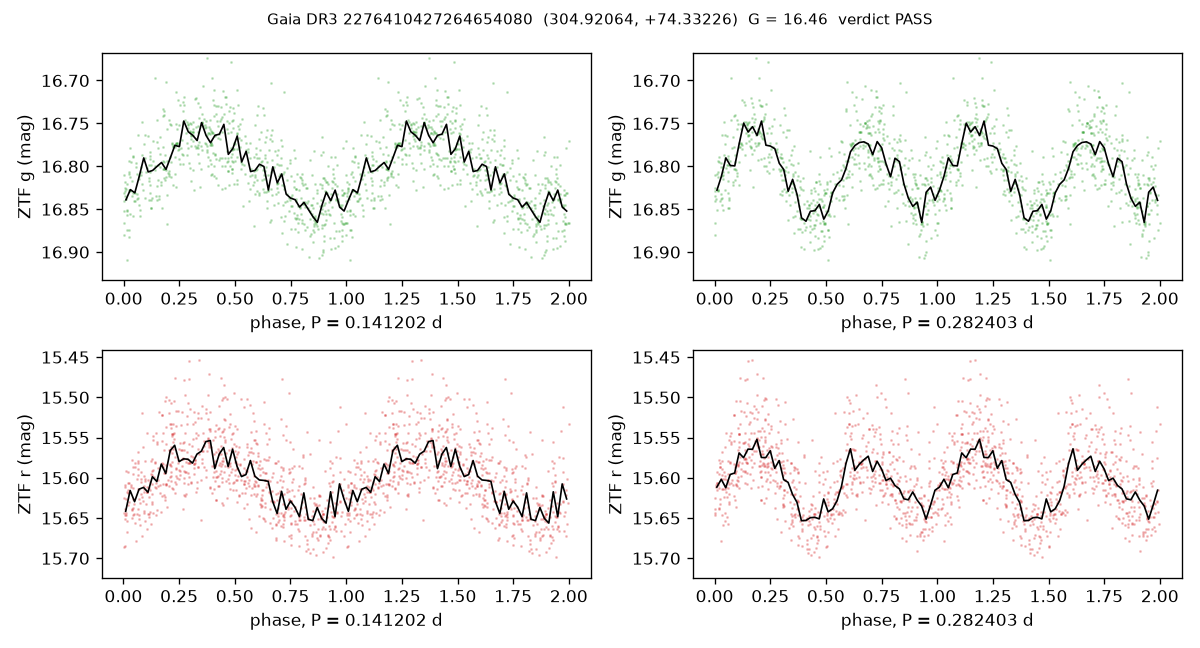 Gaia DR3 2276410427264654080 (304.92064, +74.33226) G = 16.46 verdict PASS
ZTF g (mag)
16.70
16.75
16.80
16.85
16.90
0.00 0.25 0.50 0.75 1.00 1.25 1.50 1.75 2.00
phase, P = 0.141202 d
ZTF g (mag)
16.70
16.75
16.80
16.85
16.90
0.00 0.25 0.50 0.75 1.00 1.25 1.50 1.75 2.00
phase, P = 0.282403 d
ZTF r (mag)
15.45
15.50
15.55
15.60
15.65
15.70
0.00 0.25 0.50 0.75 1.00 1.25 1.50 1.75 2.00
phase, P = 0.141202 d
ZTF r (mag)
15.45
15.50
15.55
15.60
15.65
15.70
0.00 0.25 0.50 0.75 1.00 1.25 1.50 1.75 2.00
phase, P = 0.282403 d